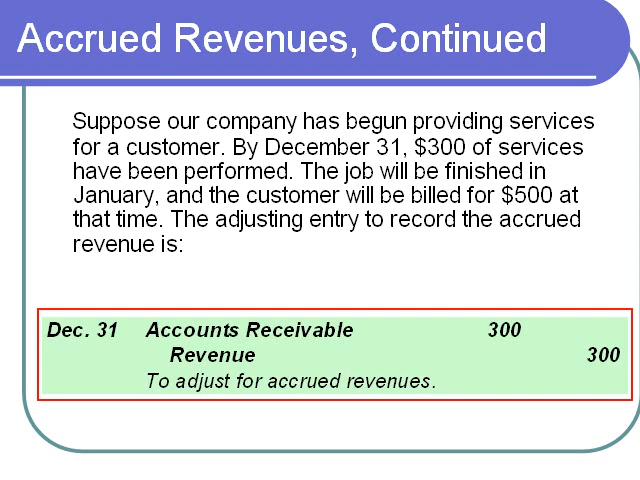 Accrued Revenues, Continued
Suppose our company has begun providing services
for a customer. By December 31, $300 of services
have been performed. The job will be finished in
January, and the customer will be billed for $500 at
that time. The adjusting entry to record the accrued
revenue is:
Dec. 31 Accounts Receivable 300
Revenue 300
To adjust for accrued revenues.